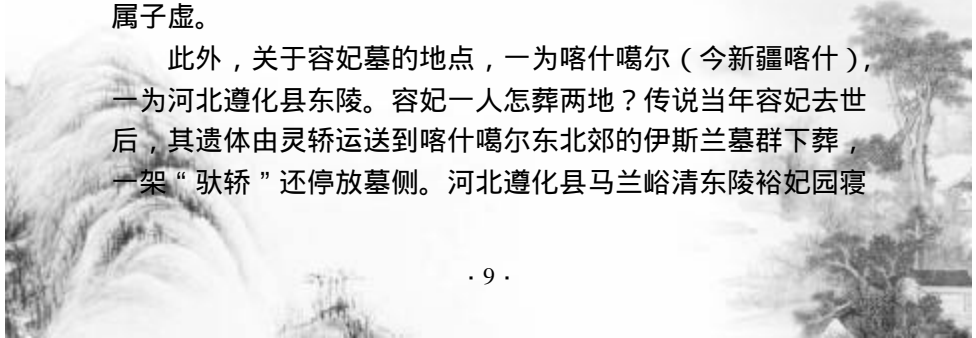 属子虚。
此外，关于容妃墓的地点，一为喀什噶尔（今新疆喀什），
一为河北遵化县东陵。容妃一人怎葬两地？传说当年容妃去世
后，其遗体由灵轿运送到喀什噶尔东北郊的伊斯兰墓群下葬，
一架“驮轿”还停放墓侧。河北遵化县马兰峪清东陵裕妃园寝
·9·